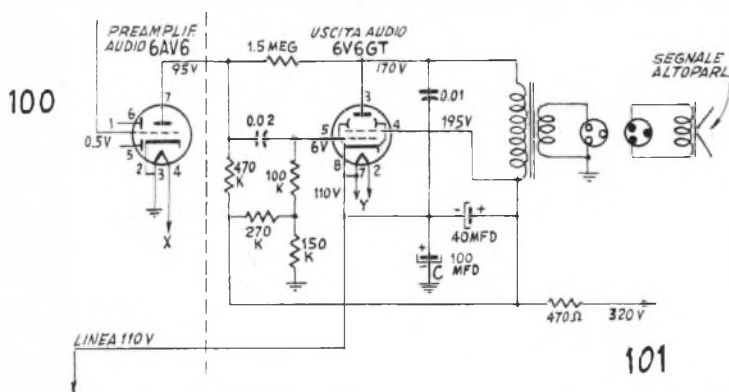 PREAMPLIF.
AUDIO 6AV6
1.5 MEG
USCITA AUDIO
6V6GT
SEGNALE
ALTOPARL.
95V
170V
100
7
3
0.01
6
1
0.02
5
4
195V
0.5V
5
6V
8
2
3
4
470
K
100
K
110V
7
2
Y
X
270
K
150
K
- +
40MFD
+
-
C
100
MFD
470Ω
320V
LINEA 110V
101